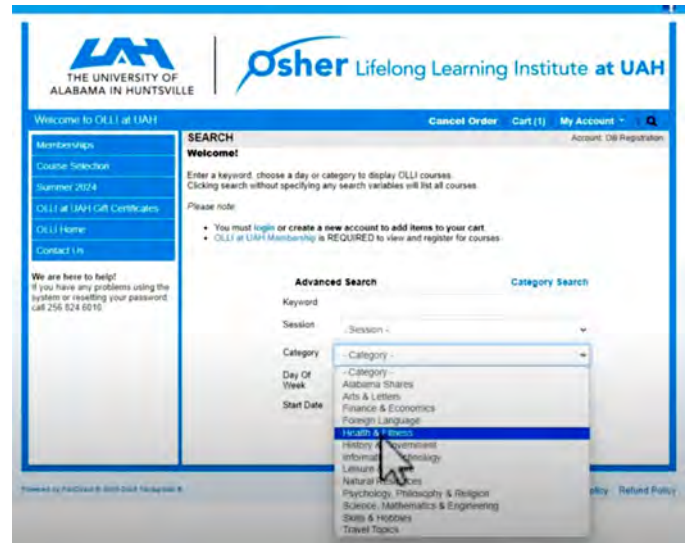 UAH
THE UNIVERSITY OF
ALABAMA IN HUNTSVILLE
Osher Lifelong Learning Institute at UAH
Welcome to OLLI at UAH
Cancel Order Cart (1) My Account
Memberships
Course Selection
Summer 2024
OLLI at UAH Gift Certificates
OLLI Home
Contact Us
We are here to help!
If you have any problems using the
system or resetting your password
call 256 824 6010
SEARCH
Account: Olli Registration
Welcome!
Enter a keyword, choose a day or category to display OLLI courses.
Clicking search without specifying any search variables will list all courses.
Please note:
• You must login or create a new account to add items to your cart
• OLLI at UAH Membership is REQUIRED to view and register for courses
Advanced Search Category Search
Keyword
Session - Session -
Category - Category -
Day Of
Week
Start Date
- Category -
Alabama Shares
Arts & Letters
Finance & Economics
Foreign Language
Health & Fitness
History &
Technology
Leisure
Natural
Psychology, Philosophy & Religion
Science, Mathematics & Engineering
Skills & Hobbies
Travel Topics
Powered by
Refund Policy